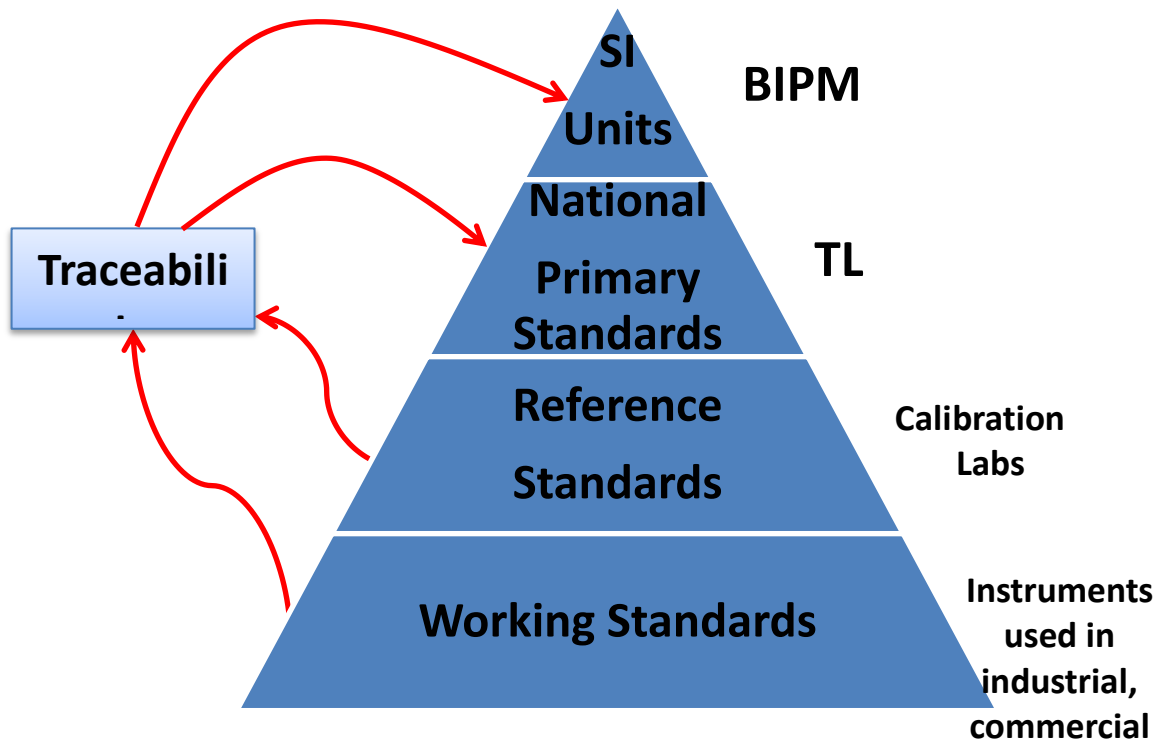 SI
Units
BIPM
National
Primary
Standards
TL
Traceabili
Reference
Standards
Calibration
Labs
Working Standards
Instruments
used in
industrial,
commercial